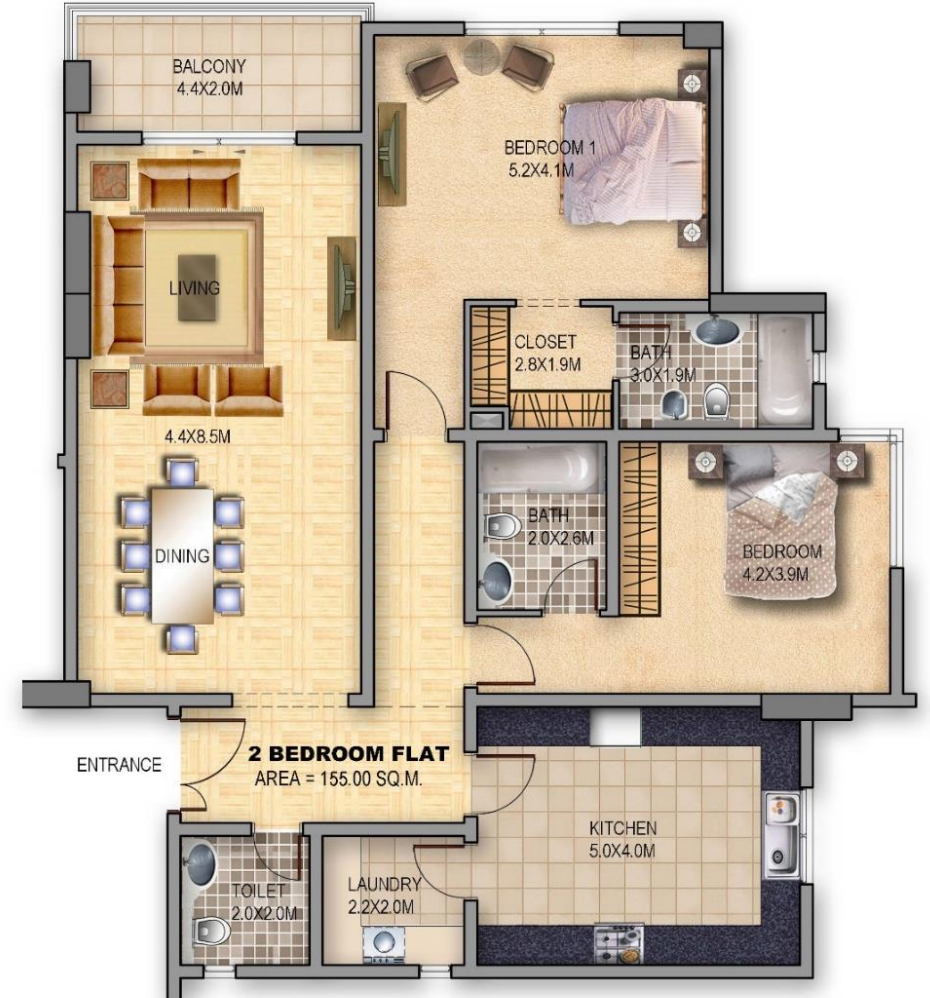 BALCONY
4.4X2.0M
BEDROOM 1
5.2X4.1M
LIVING
CLOSET
2.8X1.9M
BATH
3.0X1.9M
4.4X8.5M
DINING
BATH
2.0X2.6M
BEDROOM
4.2X3.9M
ENTRANCE
2 BEDROOM FLAT
AREA = 155.00 SQ.M.
KITCHEN
5.0X4.0M
TOILET
2.0X2.0M
LAUNDRY
2.2X2.0M